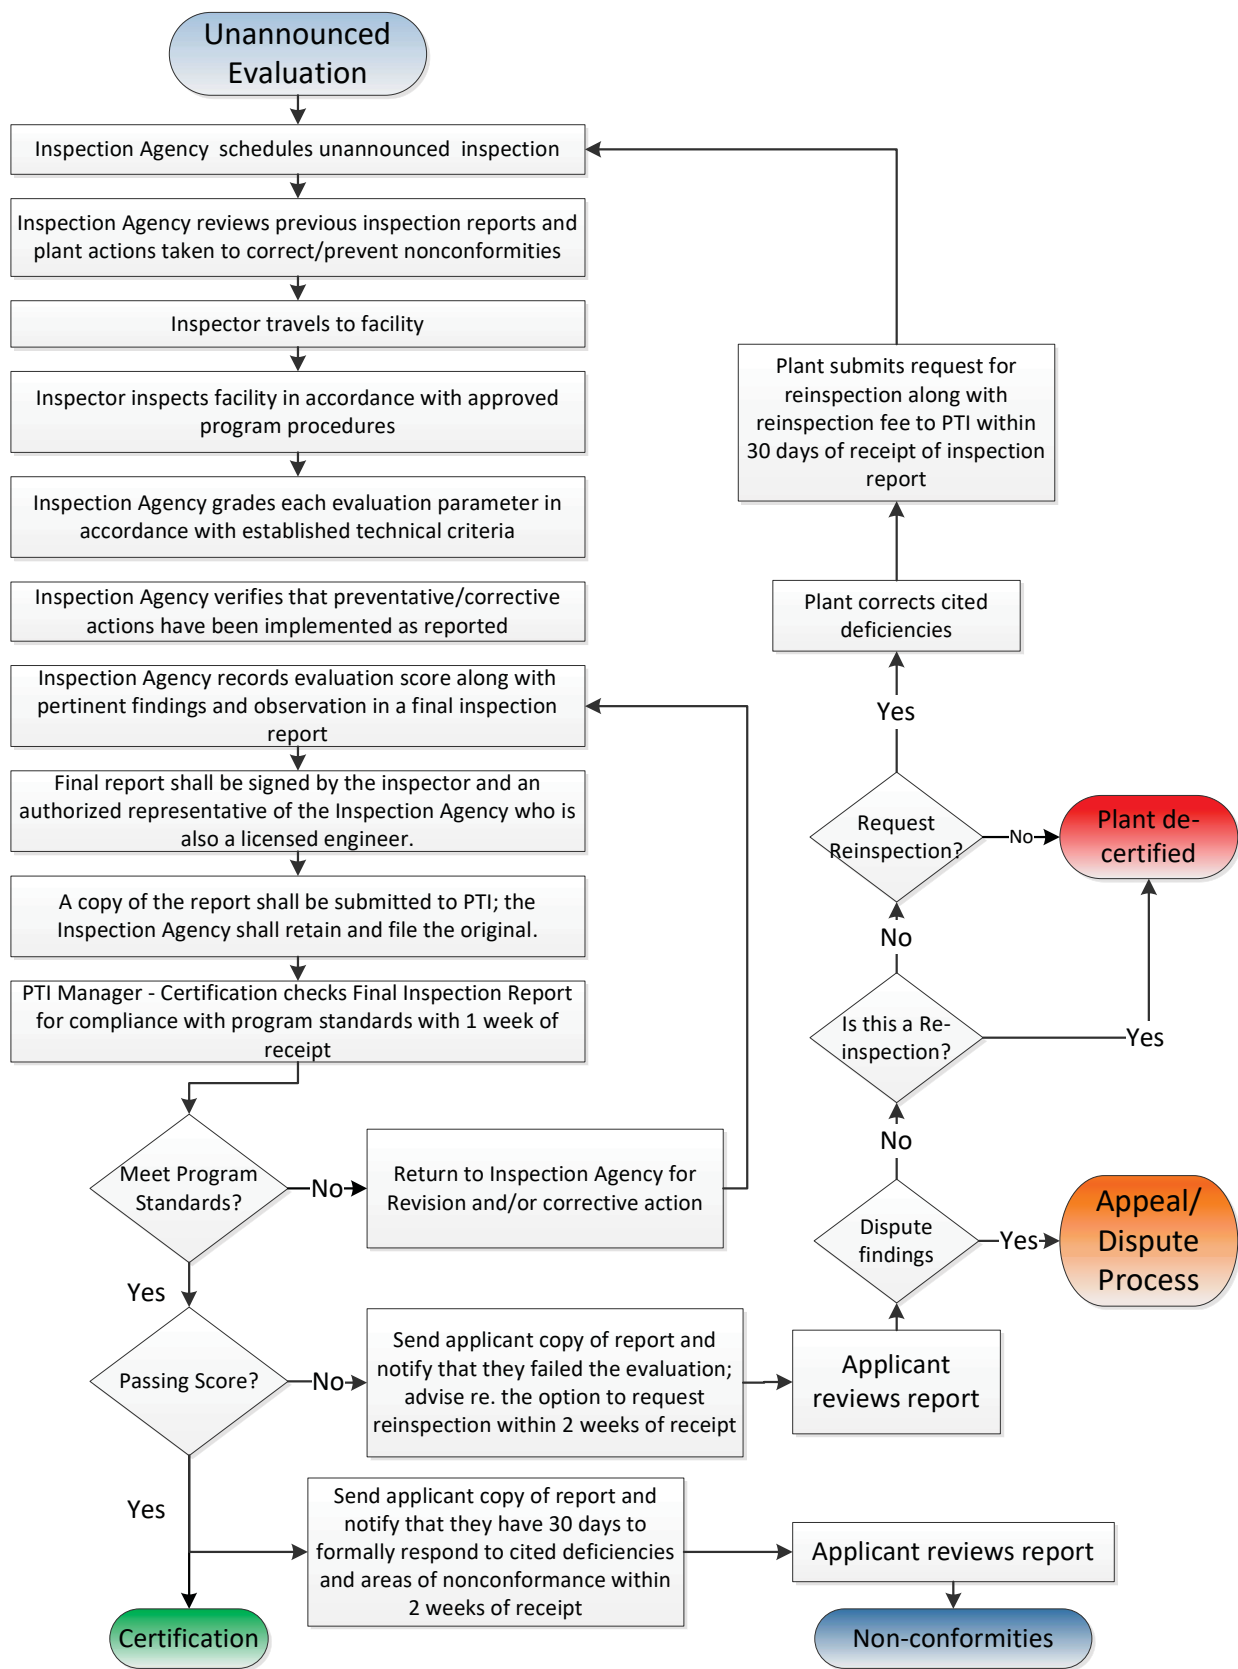 Unannounced
Evaluation
Inspection Agency schedules unannounced inspection
Inspection Agency reviews previous inspection reports and
plant actions taken to correct/prevent nonconformities
Inspector travels to facility
Inspector inspects facility in accordance with approved
program procedures
Inspection Agency grades each evaluation parameter in
accordance with established technical criteria
Inspection Agency verifies that preventative/corrective
actions have been implemented as reported
Inspection Agency records evaluation score along with
pertinent findings and observation in a final inspection
report
Final report shall be signed by the inspector and an
authorized representative of the Inspection Agency who is
also a licensed engineer.
A copy of the report shall be submitted to PTI; the
Inspection Agency shall retain and file the original.
PTI Manager - Certification checks Final Inspection Report
for compliance with program standards with 1 week of
receipt
Meet Program
Standards?
No
Return to Inspection Agency for
Revision and/or corrective action
Yes
Passing Score?
No
Send applicant copy of report and
notify that they failed the evaluation;
advise re. the option to request
reinspection within 2 weeks of receipt
Applicant
reviews report
Dispute
findings
Yes
Appeal/
Dispute
Process
No
Is this a Re-
inspection?
Yes
No
Request
Reinspection?
No
Plant de-
certified
Yes
Plant corrects cited
deficiencies
Plant submits request for
reinspection along with
reinspection fee to PTI within
30 days of receipt of inspection
report
Yes
Send applicant copy of report and
notify that they have 30 days to
formally respond to cited deficiencies
and areas of nonconformance within
2 weeks of receipt
Applicant reviews report
Certification
Non-conformities